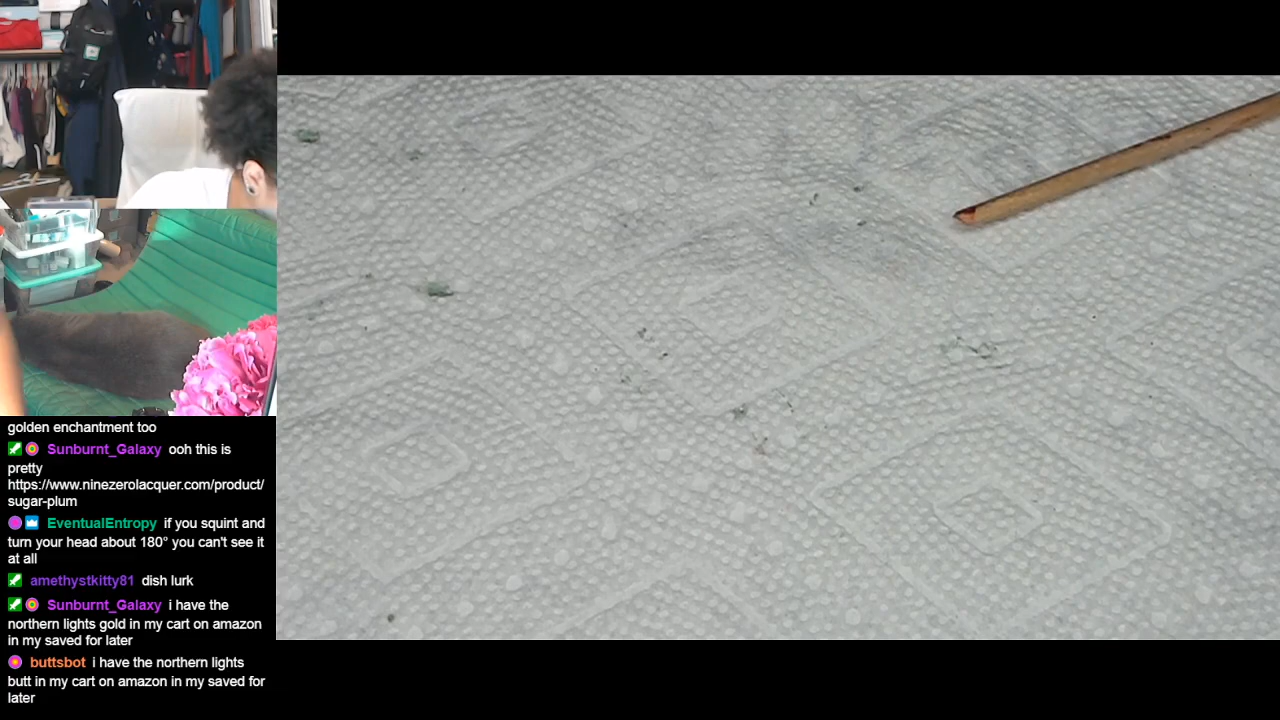 golden enchantment too
Sunburnt_Galaxy ooh this is
pretty
https://www.ninezerolacquer.com/product/
sugar-plum
EventualEntropy if you squint and
turn your head about 180° you can't see it
at all
amethystkitty81 dish lurk
Sunburnt_Galaxy i have the
northern lights gold in my cart on amazon
in my saved for later
buttsbot i have the northern lights
butt in my cart on amazon in my saved for
later